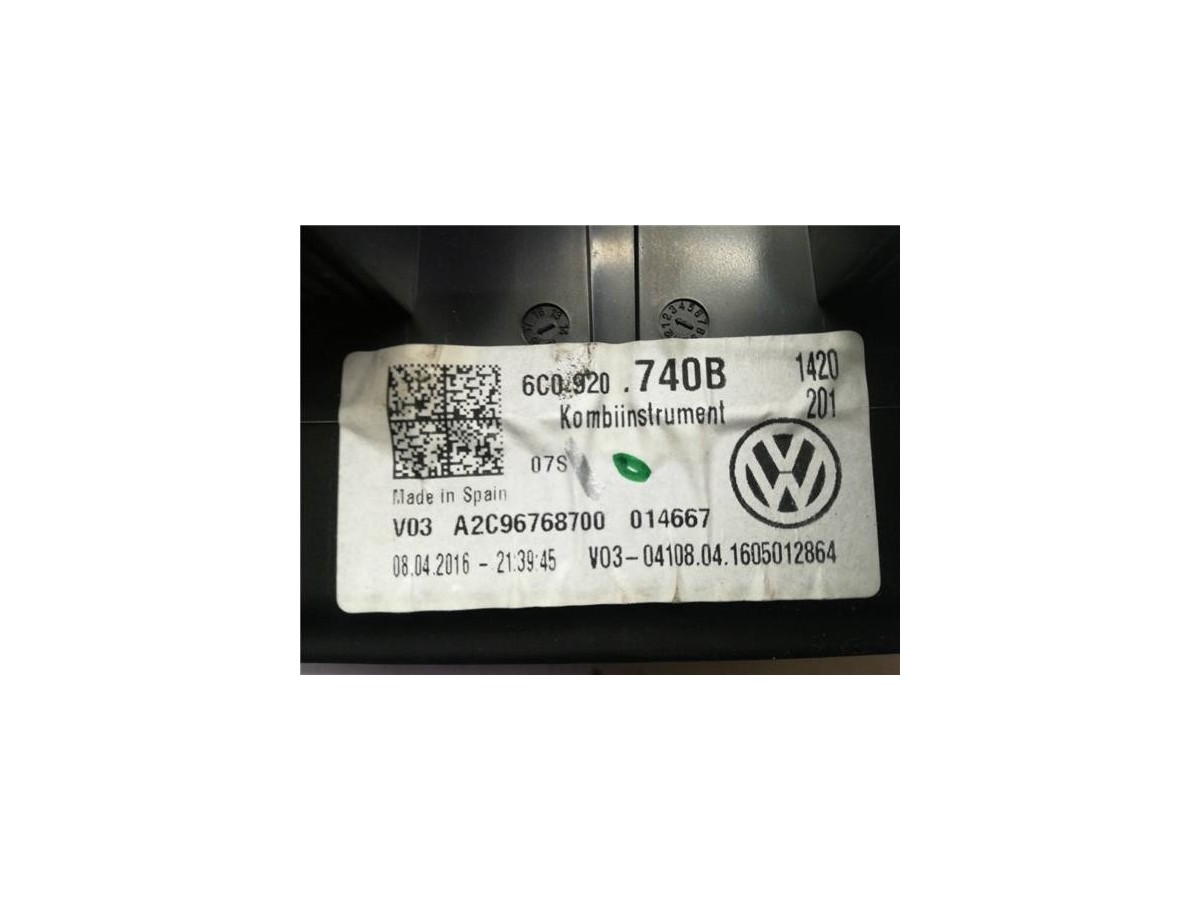 6C0.920.740B 1420
Kombiinstrument 201
07S
Made in Spain
V03 A2C96768700 014667
08.04.2016 - 21:39:45 V03-04108.04.1605012864